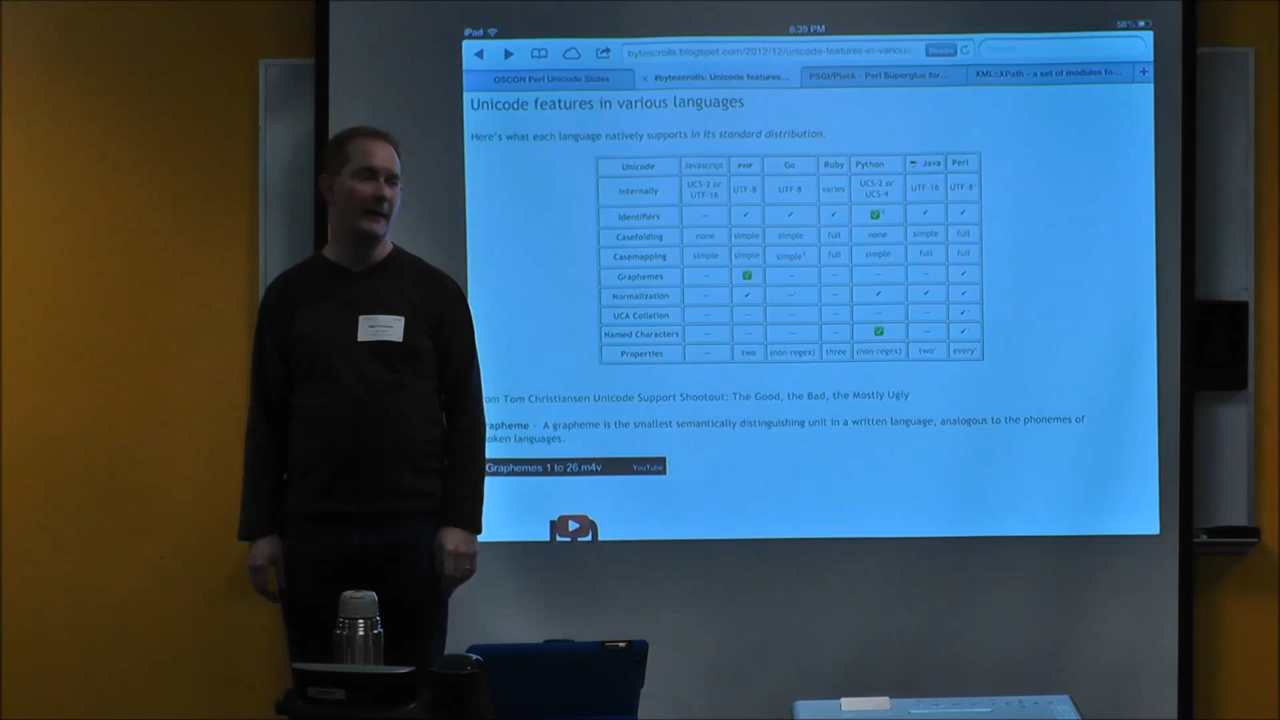 iPad 8:39 PM 58%
bytescrolls.blogspot.com/2012/12/unicode-features-in-various- Reader
OSCON Perl Unicode Slides #bytescrolls: Unicode features... PSGI/Plack - Perl Superglue for... XML::XPath - a set of modules to...
Unicode features in various languages
Here's what each language natively supports in its standard distribution.
Unicode Javascript PHP Go Ruby Python Java Perl
Internally UCS-2 or UTF-16 UTF-8 UTF-8 varies UCS-2 or UCS-4 UTF-16 UTF-8
Identifiers — ✔ ✔ ✔ ✅ ✔ ✔
Casefolding none simple simple full none simple full
Casemapping simple simple simple full simple full full
Graphemes — ✅ — — — — ✔
Normalization — ✔ — — ✔ ✔ ✔
UCA Collation — — — — — — ✔
Named Characters — — — — ✅ — ✔
Properties — two (non-regex) three (non-regex) two every
om Tom Christiansen Unicode Support Shootout: The Good, the Bad, the Mostly Ugly
rapheme - A grapheme is the smallest semantically distinguishing unit in a written language, analogous to the phonemes of
oken languages.
Graphemes 1 to 26.m4v YouTube